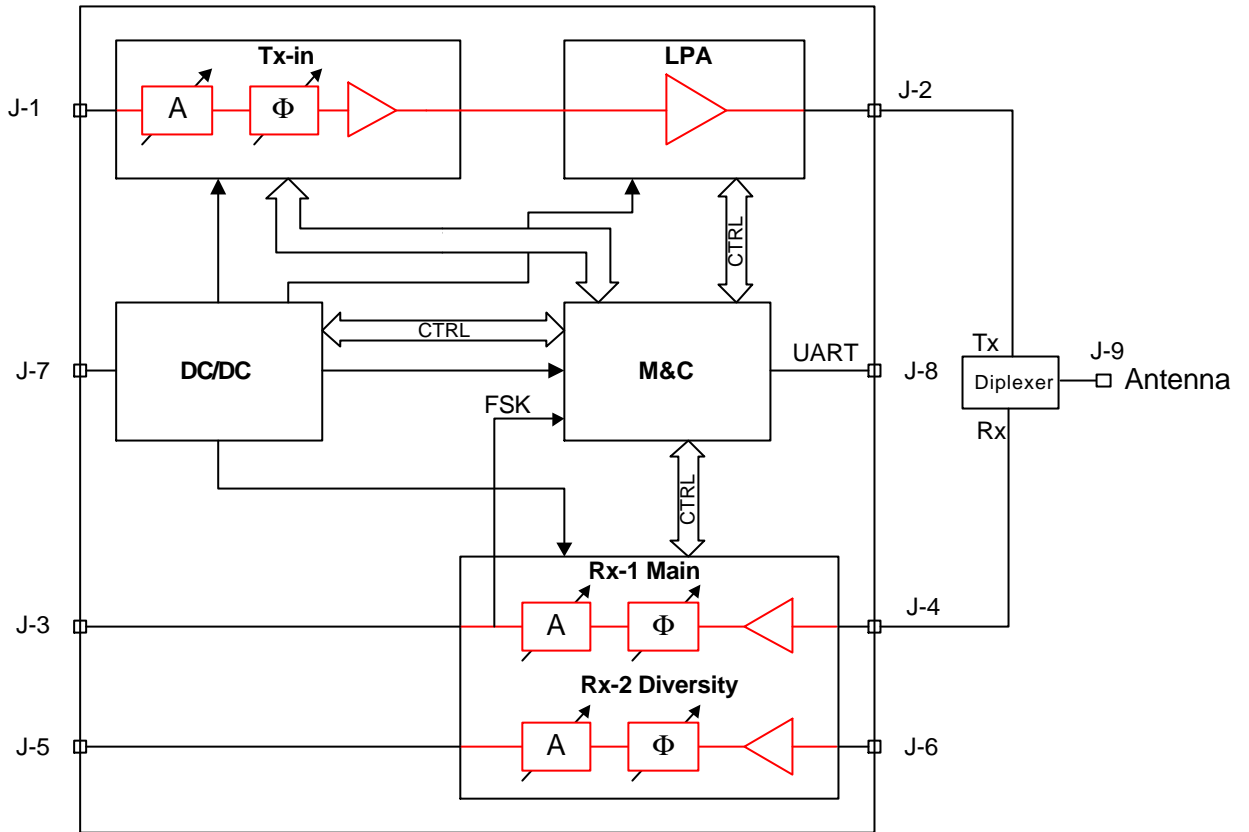 Tx-in
LPA
J-1
A
Φ
J-2
CTRL
CTRL
J-7
DC/DC
M&C
UART
J-8
FSK
Tx
Diplexer
J-9
Antenna
Rx
CTRL
Rx-1 Main
J-3
A
Φ
J-4
Rx-2 Diversity
J-5
A
Φ
J-6